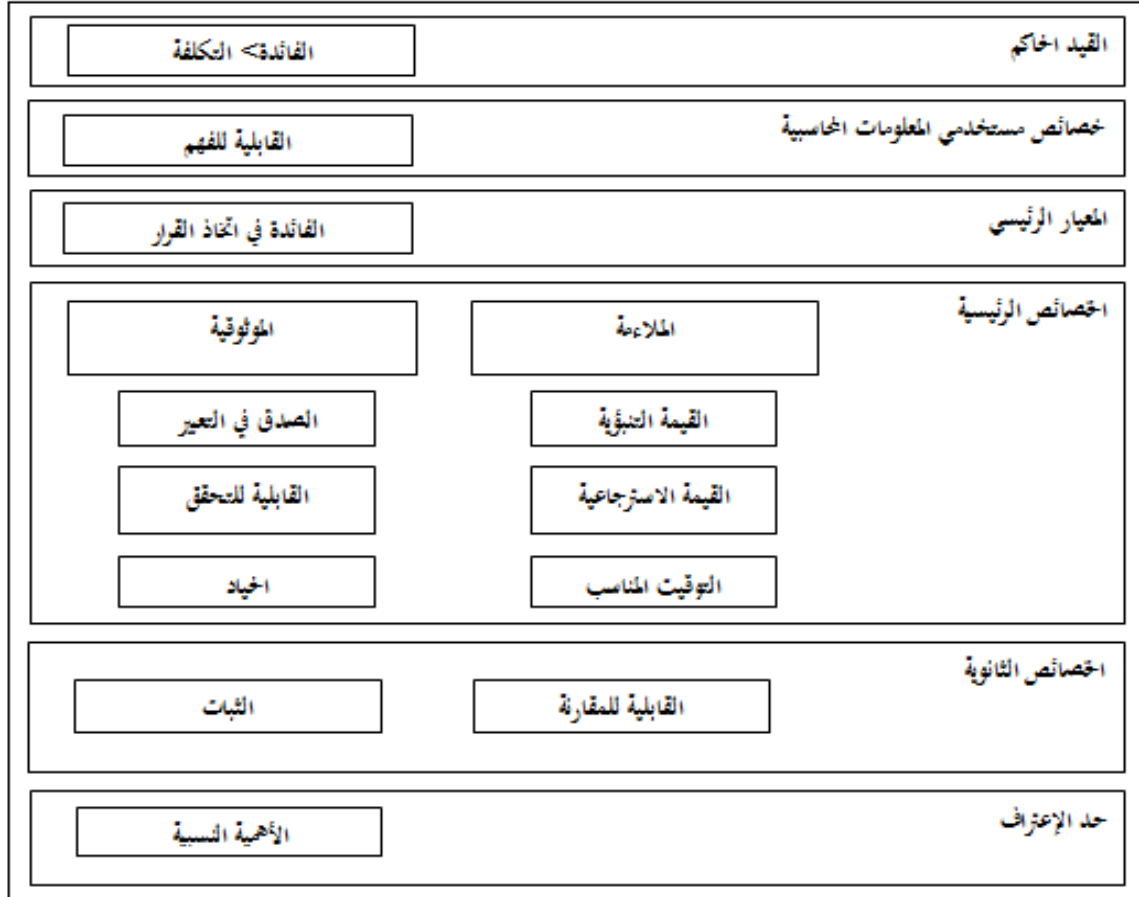 القيد الحاكم
الفائدة> التكلفة
خصائص مستخدمي المعلومات المحاسبية
القابلية للفهم
المعيار الرئيسي
الفائدة في اتخاذ القرار
الخصائص الرئيسية
الملاءمة
الموثوقية
القيمة التنبؤية
الصدق في التعبير
القيمة الاسترجاعية
القابلية للتحقق
التوقيت المناسب
الحياد
الخصائص الثانوية
القابلية للمقارنة
الثبات
حد الإعتراف
الأهمية النسبية